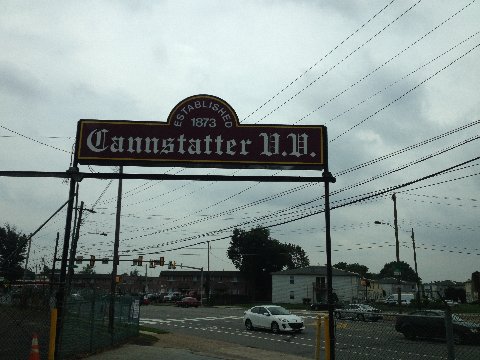 ESTABLISHED
1873
Cannstatter V.V.